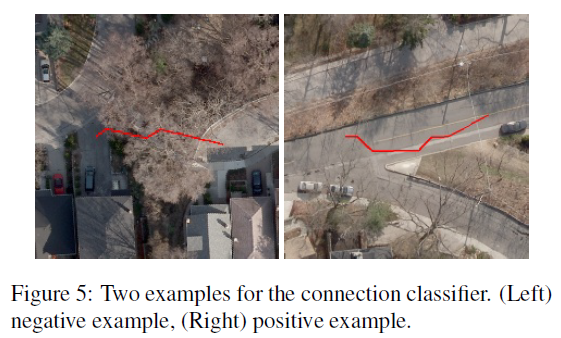 Figure 5: Two examples for the connection classifier. (Left)
negative example, (Right) positive example.